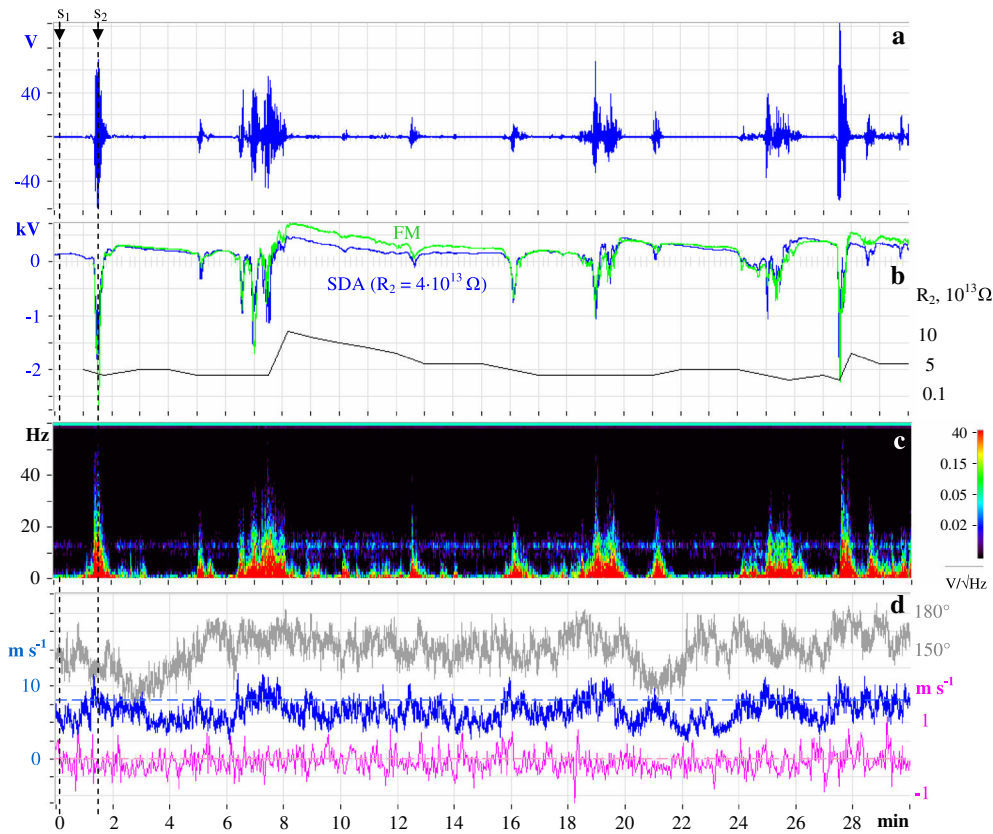 s1 s2
a
V
40
0
-40
kV
FM
0
SDA (R2 = 4·10^13 Ω)
b
R2, 10^13Ω
-1
10
-2
5
0.1
Hz
c
40
40
0.15
20
0.05
0.02
0
V/√Hz
d
180°
m s-1
150°
10
m s-1
1
0
-1
0 2 4 6 8 10 12 14 16 18 20 22 24 26 28 min